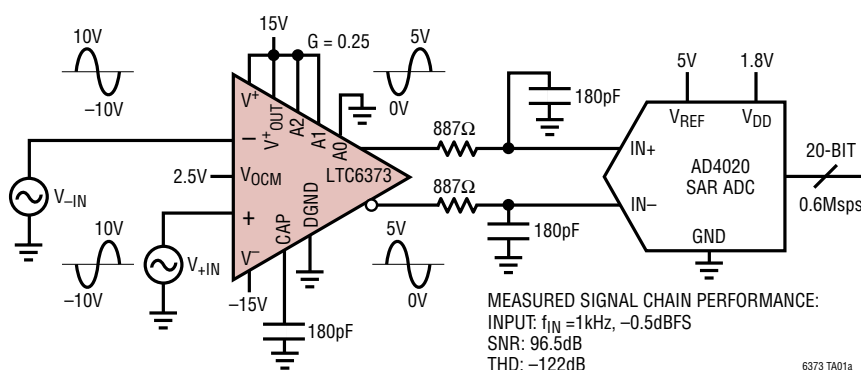 15V
10V
G = 0.25
5V
–10V
0V
V+
V+OUT
A2
A1
A0
–
LTC6373
2.5V
VOCM
V–IN
+
CAP
DGND
V–
10V
V+IN
–10V
–15V
5V
0V
180pF
887Ω
887Ω
180pF
180pF
5V
1.8V
VREF
VDD
IN+
AD4020
SAR ADC
IN–
GND
20-BIT
0.6Msps
MEASURED SIGNAL CHAIN PERFORMANCE:
INPUT: fIN =1kHz, –0.5dBFS
SNR: 96.5dB
THD: –122dB
6373 TA01a